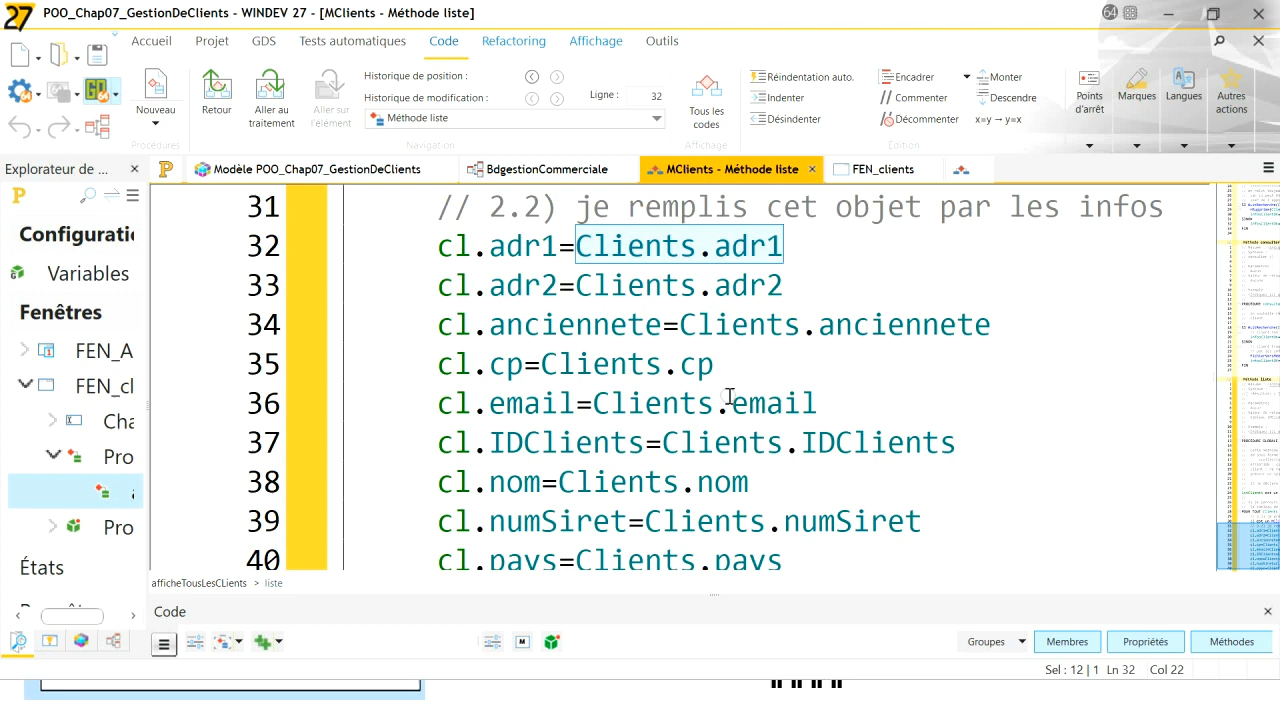 27 POO_Chap07_GestionDeClients - WINDEV 27 - [MClients - Méthode liste] 64
Accueil Projet GDS Tests automatiques Code Refactoring Affichage Outils
Nouveau
Procédures
Retour
Aller au traitement
Aller sur l'élément
Historique de position :
Historique de modification :
Ligne : 32
Méthode liste
Navigation
Tous les codes
Affichage
Réindentation auto. Encadrer Monter
Indenter // Commenter Descendre
Désindenter Décommenter x=y → y=x
Edition
Points d'arrêt
Marques
Langues
Autres actions
Explorateur de ... ×
Modèle POO_Chap07_GestionDeClients BdgestionCommerciale MClients - Méthode liste × FEN_clients
Configurati
Variables
Fenêtres
FEN_A
FEN_cl
Cha
Pro
Pro
États
31 // 2.2) je remplis cet objet par les infos
32 cl.adr1=Clients.adr1
33 cl.adr2=Clients.adr2
34 cl.anciennete=Clients.anciennete
35 cl.cp=Clients.cp
36 cl.email=Clients.email
37 cl.IDClients=Clients.IDClients
38 cl.nom=Clients.nom
39 cl.numSiret=Clients.numSiret
40 cl.pays=Clients.pays
afficheTousLesCLients > liste
Code
Groupes Membres Propriétés Méthodes
Sel : 12 | 1 Ln 32 Col 22